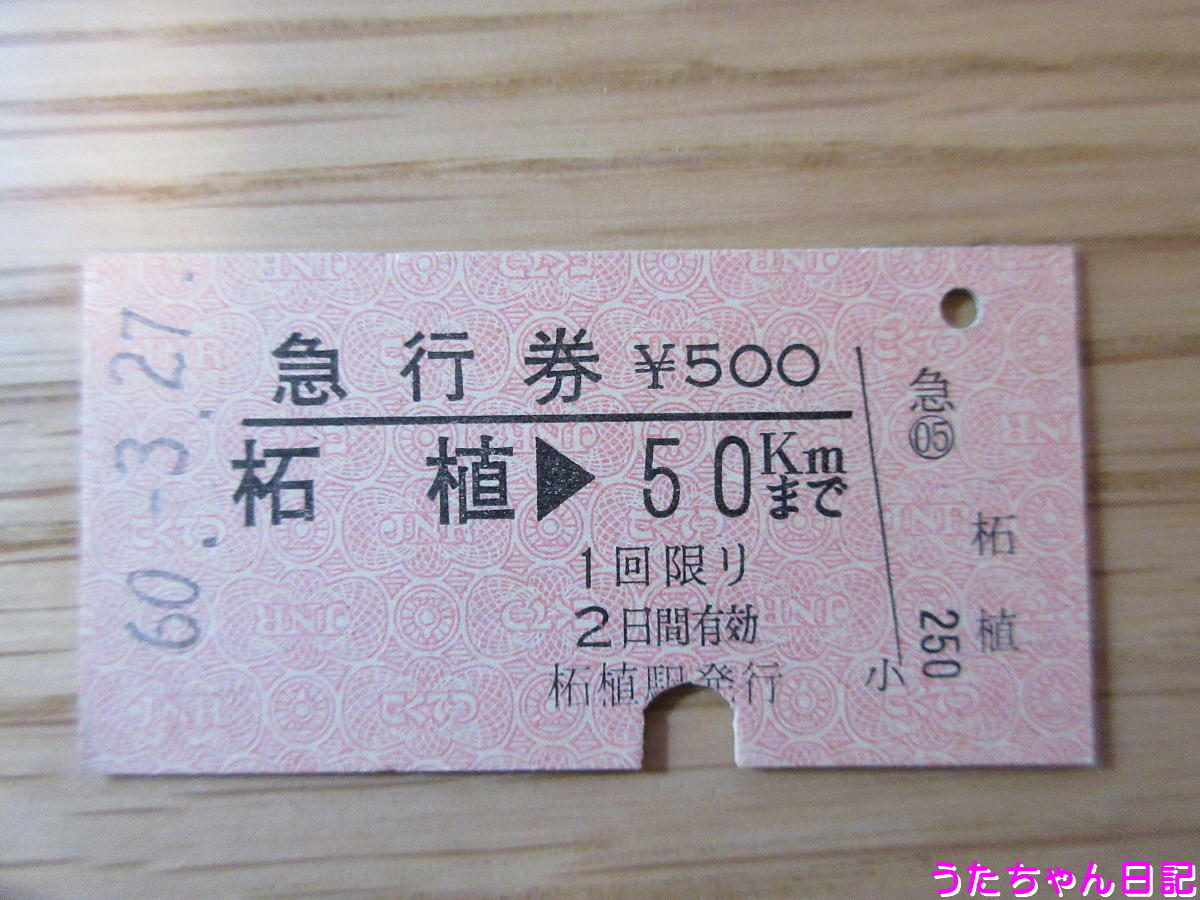 60.-3.27.
急行券 ¥500
柘植▶50Kmまで
1回限り
2日間有効
柘植駅発行
急
05
柘植
小
250
うたちゃん日記